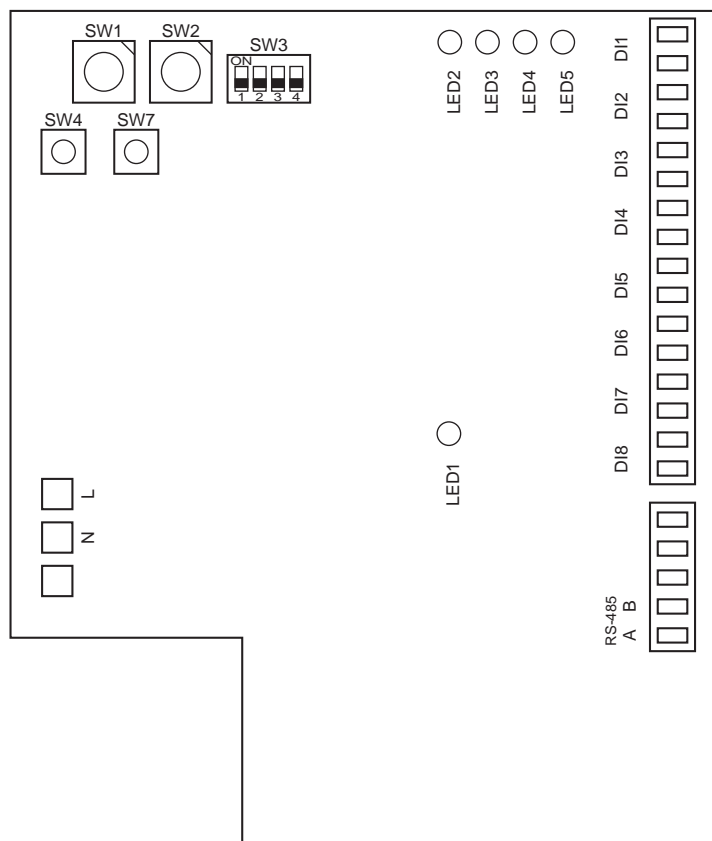 SW1
SW2
SW3
ON
1 2 3 4
SW4
SW7
LED2
LED3
LED4
LED5
DI1
DI2
DI3
DI4
DI5
DI6
DI7
DI8
LED1
L
N
RS-485
B
A